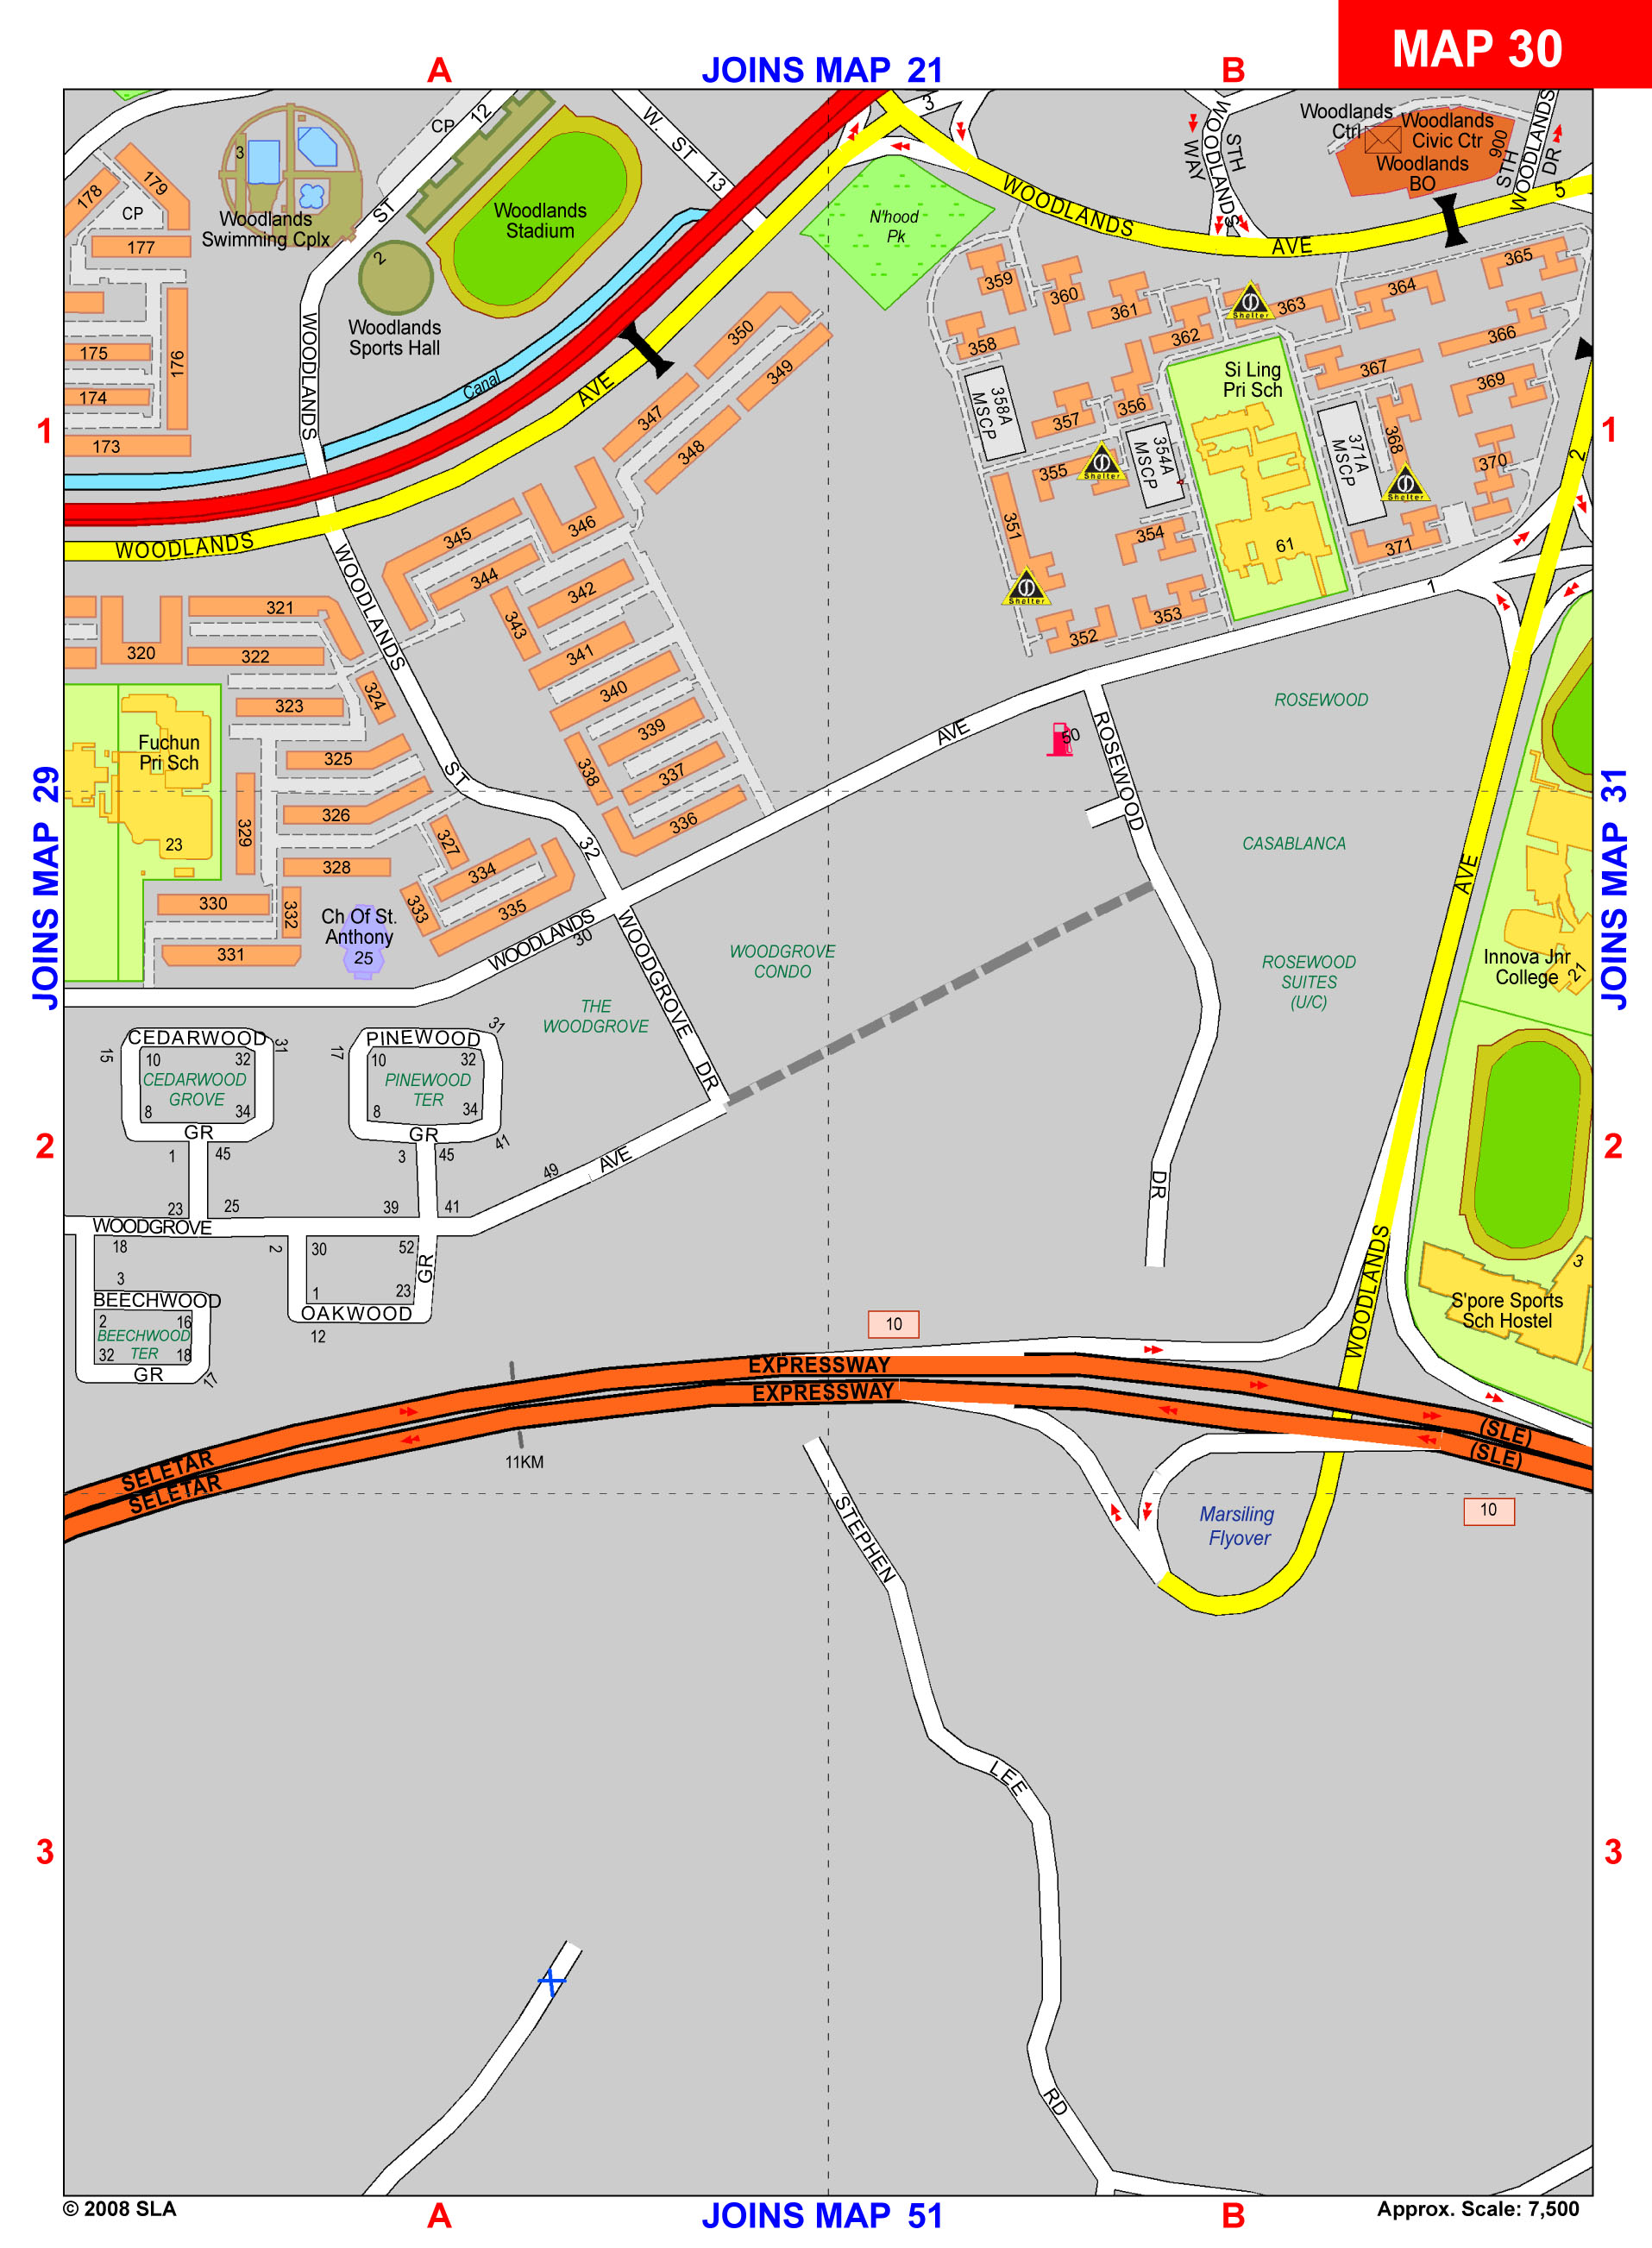 MAP 30
A
JOINS MAP 21
B
3
CP
12
W. ST
13
ST
178
179
CP
177
Woodlands
Swimming Cplx
2
Woodlands
Stadium
Woodlands
Sports Hall
N'hood
Pk
3
WOODLANDS
AVE
5
WOODLANDS
STH
WAY
Woodlands
Ctrl
Woodlands
Civic Ctr
Woodlands
BO
900
STH
WOODLANDS
DR
175
176
174
173
WOODLANDS
Canal
AVE
350
349
347
348
359
360
361
362
363
364
365
358
366
367
369
368
370
371
358A
MSCP
357
356
355
354A
MSCP
371A
MSCP
Si Ling
Pri Sch
61
351
354
352
353
Shelter
Shelter
Shelter
Shelter
1
1
2
WOODLANDS
WOODLANDS
345
346
344
342
343
341
340
339
338
337
336
321
320
322
323
324
325
326
327
328
329
330
331
332
333
334
335
Fuchun
Pri Sch
23
Ch Of St.
Anthony
25
ST
32
WOODLANDS
30
AVE
1
50
ROSEWOOD
ROSEWOOD
CASABLANCA
ROSEWOOD
SUITES
(U/C)
DR
AVE
Innova Jnr
College
21
JOINS MAP 29
JOINS MAP 31
WOODGROVE
CONDO
THE
WOODGROVE
WOODGROVE
DR
CEDARWOOD
15
31
10
32
CEDARWOOD
GROVE
8
34
GR
1
45
23
25
PINEWOOD
17
31
10
32
PINEWOOD
TER
8
34
GR
41
3
45
39
41
49
AVE
2
2
WOODGROVE
18
2
30
52
GR
3
1
23
BEECHWOOD
OAKWOOD
2
16
12
BEECHWOOD
TER
32
18
GR
17
WOODLANDS
3
S'pore Sports
Sch Hostel
10
EXPRESSWAY
EXPRESSWAY
SELETAR
SELETAR
11KM
(SLE)
(SLE)
10
Marsiling
Flyover
STEPHEN
LEE
RD
3
3
© 2008 SLA
A
JOINS MAP 51
B
Approx. Scale: 7,500